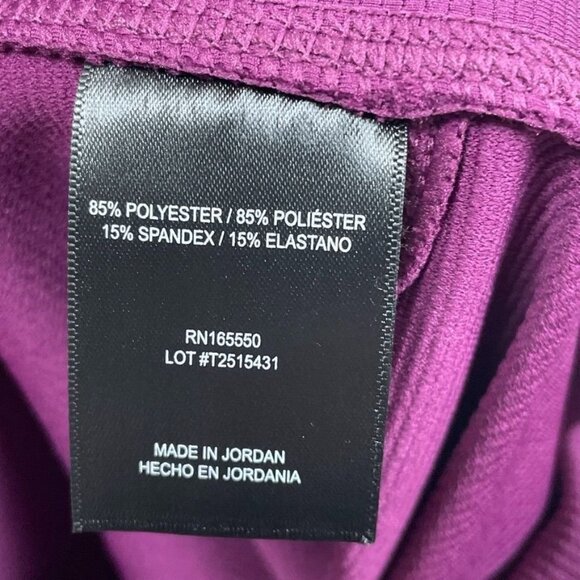 85% POLYESTER / 85% POLIÉSTER
15% SPANDEX / 15% ELASTANO
RN165550
LOT #T2515431
MADE IN JORDAN
HECHO EN JORDANIA